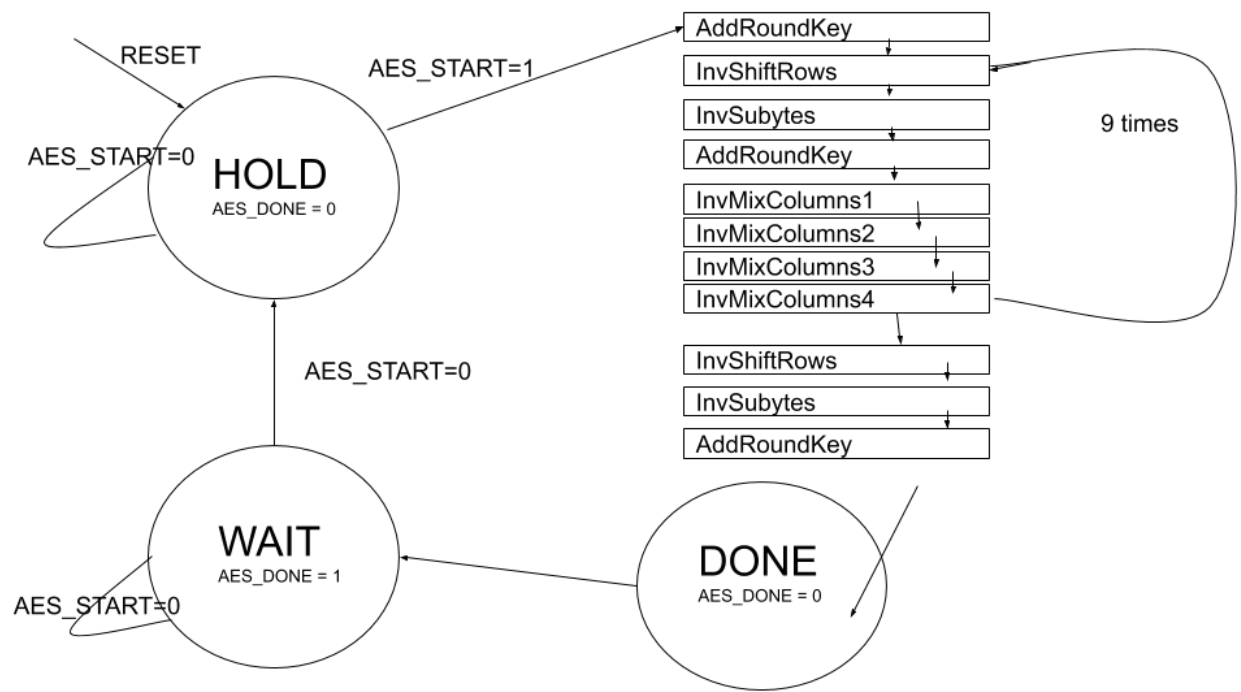 RESET
AES_START=1
AES_START=0
HOLD
AES_DONE = 0
AddRoundKey
InvShiftRows
InvSubytes
AddRoundKey
InvMixColumns1
InvMixColumns2
InvMixColumns3
InvMixColumns4
9 times
InvShiftRows
InvSubytes
AddRoundKey
AES_START=0
WAIT
AES_DONE = 1
AES_START=0
DONE
AES_DONE = 0